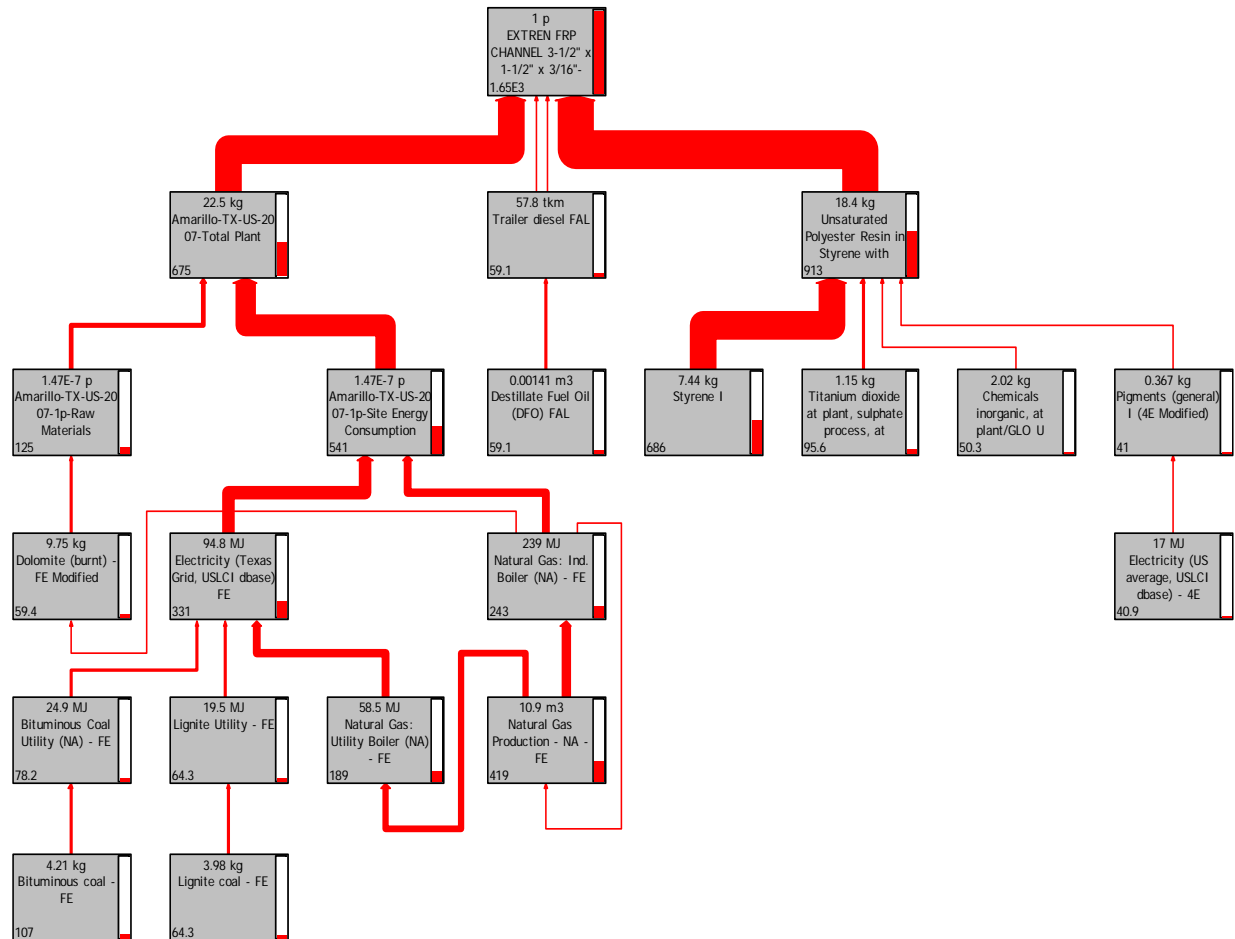 1 p
EXTREN FRP
CHANNEL 3-1/2" x
1-1/2" x 3/16"-
1.65E3
22.5 kg
Amarillo-TX-US-20
07-Total Plant
675
57.8 tkm
Trailer diesel FAL
59.1
18.4 kg
Unsaturated
Polyester Resin in
Styrene with
913
1.47E-7 p
Amarillo-TX-US-20
07-1p-Raw
Materials
125
1.47E-7 p
Amarillo-TX-US-20
07-1p-Site Energy
Consumption
541
0.00141 m3
Destillate Fuel Oil
(DFO) FAL
59.1
7.44 kg
Styrene I
686
1.15 kg
Titanium dioxide
at plant, sulphate
process, at
95.6
2.02 kg
Chemicals
inorganic, at
plant/GLO U
50.3
0.367 kg
Pigments (general)
I (4E Modified)
41
9.75 kg
Dolomite (burnt) -
FE Modified
59.4
94.8 MJ
Electricity (Texas
Grid, USLCI dbase)
FE
331
239 MJ
Natural Gas: Ind.
Boiler (NA) - FE
243
17 MJ
Electricity (US
average, USLCI
dbase) - 4E
40.9
24.9 MJ
Bituminous Coal
Utility (NA) - FE
78.2
19.5 MJ
Lignite Utility - FE
64.3
58.5 MJ
Natural Gas:
Utility Boiler (NA)
- FE
189
10.9 m3
Natural Gas
Production - NA -
FE
419
4.21 kg
Bituminous coal -
FE
107
3.98 kg
Lignite coal - FE
64.3